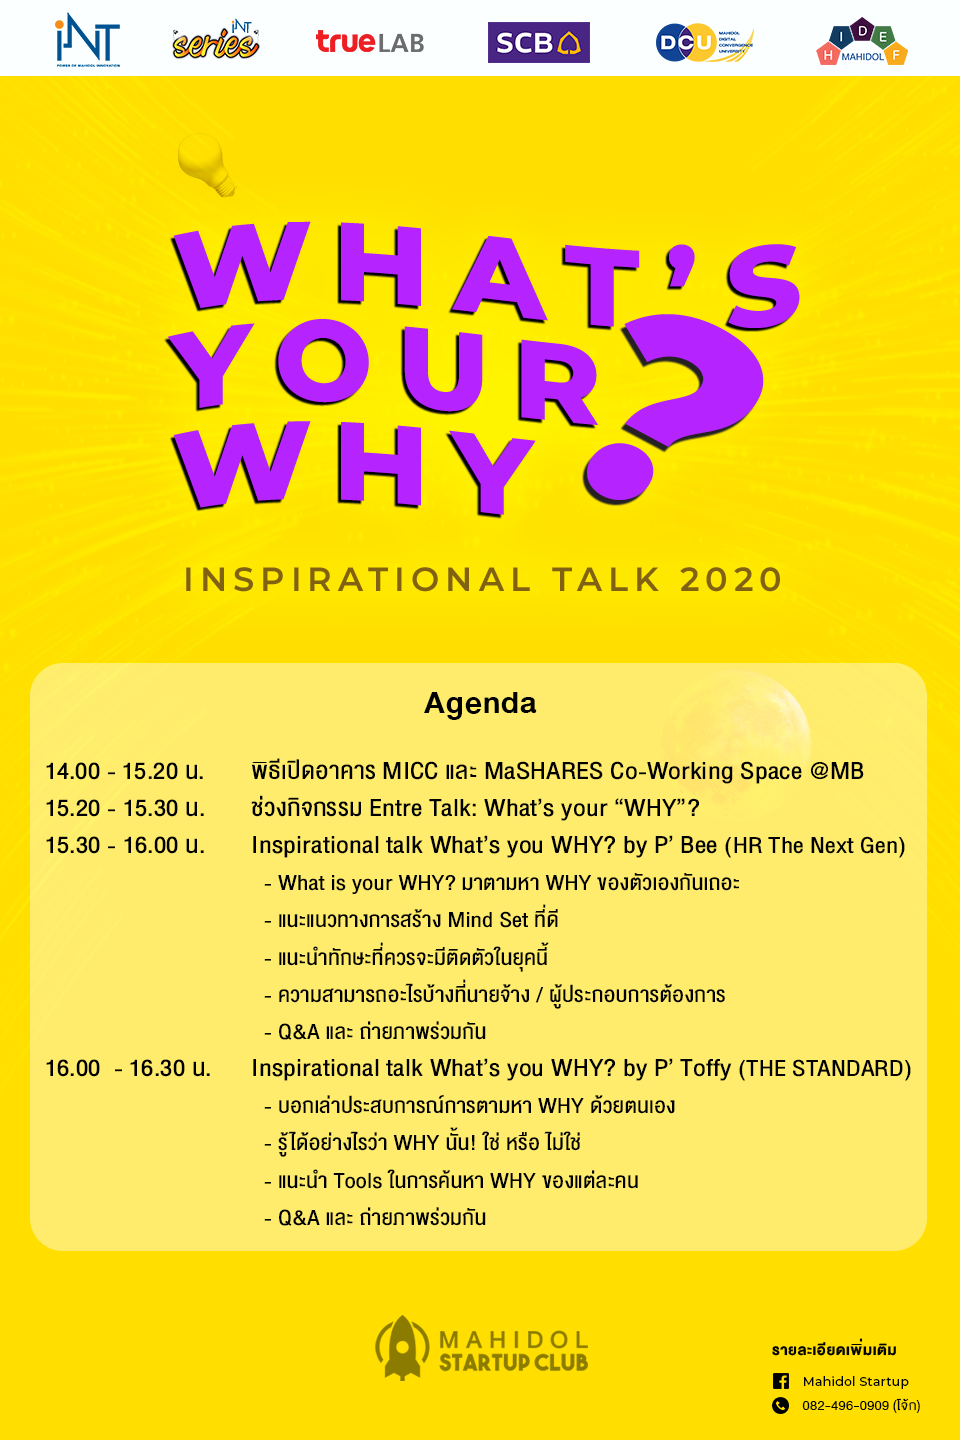 iNT
POWER OF MAHIDOL INNOVATION
iNT
series
true LAB
SCB
DCU
MAHIDOL
DIGITAL
CONVERGENCE
UNIVERSITY
H I D E F
MAHIDOL
WHAT'S
YOUR
WHY?
INSPIRATIONAL TALK 2020
Agenda
14.00 - 15.20 น. พิธีเปิดอาคาร MICC และ MaSHARES Co-Working Space @MB
15.20 - 15.30 น. ช่วงกิจกรรม Entre Talk: What's your “WHY”?
15.30 - 16.00 น. Inspirational talk What's you WHY? by P' Bee (HR The Next Gen)
- What is your WHY? มาตามหา WHY ของตัวเองกันเถอะ
- แนะแนวทางการสร้าง Mind Set ที่ดี
- แนะนำทักษะที่ควรจะมีติดตัวในยุคนี้
- ความสามารถอะไรบ้างที่นายจ้าง / ผู้ประกอบการต้องการ
- Q&A และ ถ่ายภาพร่วมกัน
16.00 - 16.30 น. Inspirational talk What's you WHY? by P' Toffy (THE STANDARD)
- บอกเล่าประสบการณ์การตามหา WHY ด้วยตนเอง
- รู้ได้อย่างไรว่า WHY นั้น! ใช่ หรือ ไม่ใช่
- แนะนำ Tools ในการค้นหา WHY ของแต่ละคน
- Q&A และ ถ่ายภาพร่วมกัน
MAHIDOL
STARTUP CLUB
รายละเอียดเพิ่มเติม
Mahidol Startup
082-496-0909 (โจ้ก)